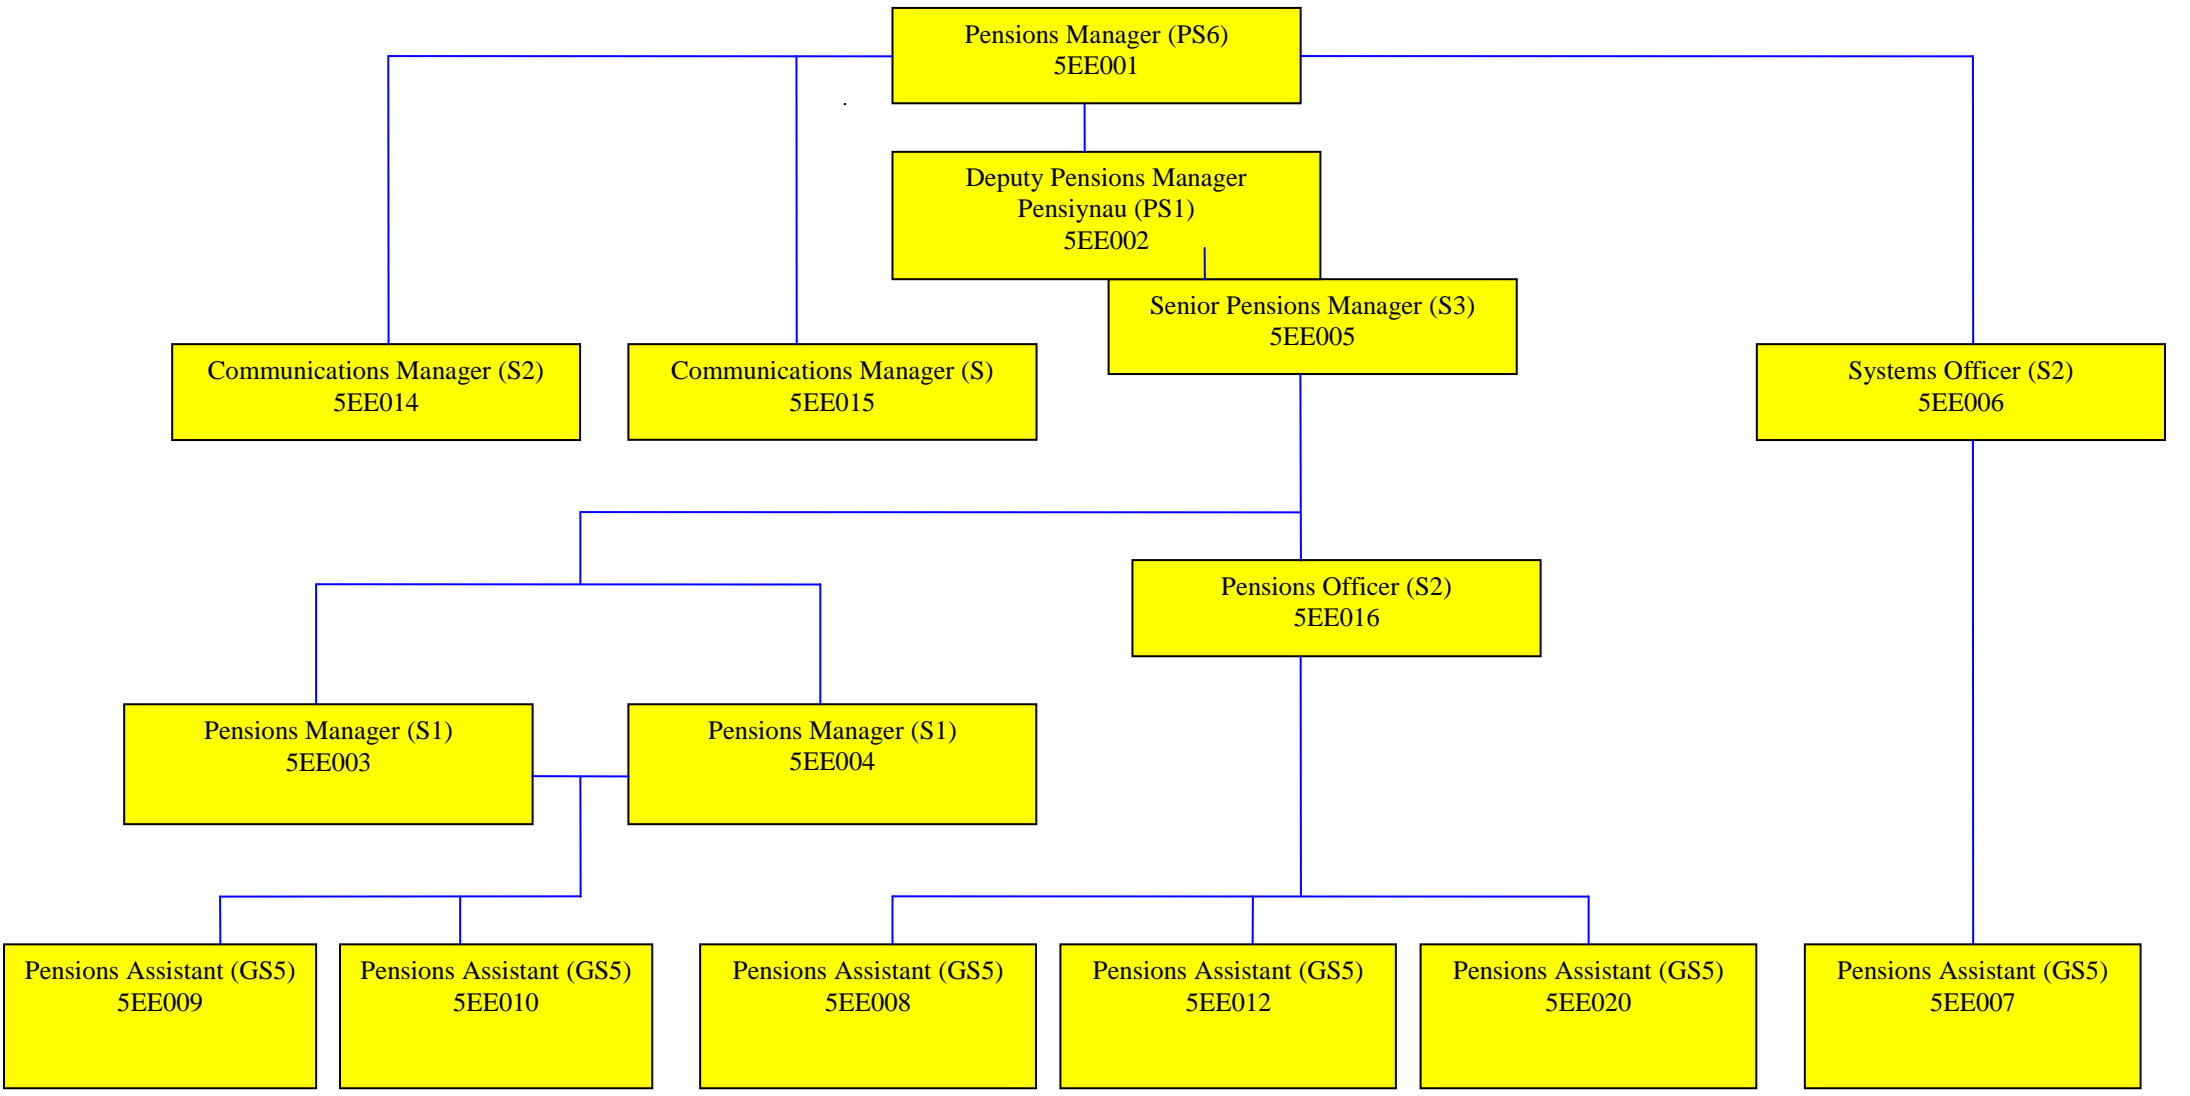 Pensions Manager (PS6)
5EE001
.
Deputy Pensions Manager
Pensiynau (PS1)
5EE002
Senior Pensions Manager (S3)
5EE005
Communications Manager (S2)
5EE014
Communications Manager (S)
5EE015
Systems Officer (S2)
5EE006
Pensions Officer (S2)
5EE016
Pensions Manager (S1)
5EE003
Pensions Manager (S1)
5EE004
Pensions Assistant (GS5)
5EE009
Pensions Assistant (GS5)
5EE010
Pensions Assistant (GS5)
5EE008
Pensions Assistant (GS5)
5EE012
Pensions Assistant (GS5)
5EE020
Pensions Assistant (GS5)
5EE007